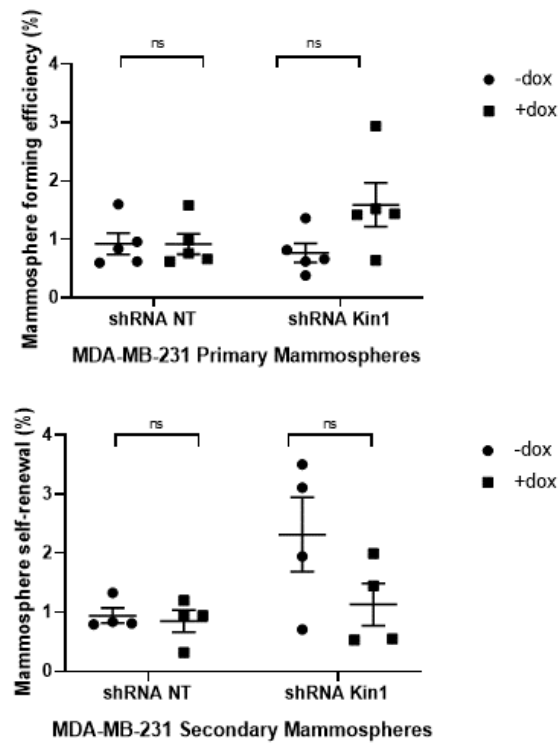 Mammosphere forming efficiency (%)
4
3
2
1
0
ns
ns
-dox
+dox
shRNA NT
shRNA Kin1
MDA-MB-231 Primary Mammospheres
Mammosphere self-renewal (%)
4
3
2
1
0
ns
ns
-dox
+dox
shRNA NT
shRNA Kin1
MDA-MB-231 Secondary Mammospheres